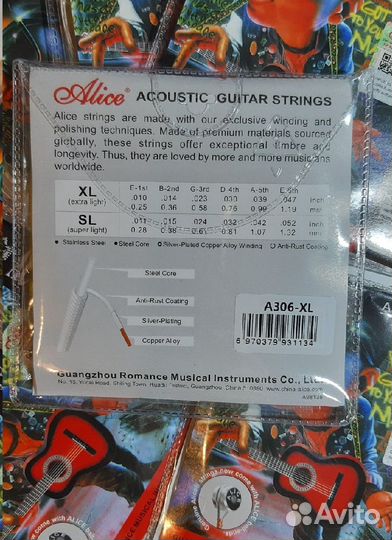 Alice® ACOUSTIC GUITAR STRINGS
Alice strings are made with our exclusive winding and
polishing techniques. Made of premium materials sourced
globally, these strings offer exceptional timbre and
longevity. Thus, they are loved by more and more musicians
worldwide.
E-1st B-2nd G-3rd D-4th A-5th E-6th
XL .010 .014 .023 .030 .039 .047 inch
(extra light) 0.25 0.36 0.58 0.76 0.99 1.19 mm
SL .011 .015 .024 .032 .042 .052 inch
(super light) 0.28 0.38 0.61 0.81 1.07 1.32 mm
Stainless Steel Steel Core Silver-Plated Copper Alloy Winding Anti-Rust Coating
Steel Core
Anti-Rust Coating
Silver-Plating
Copper Alloy
A306-XL
6 970379 931134
Guangzhou Romance Musical Instruments Co., Ltd.
Guangzhou, China
Avito